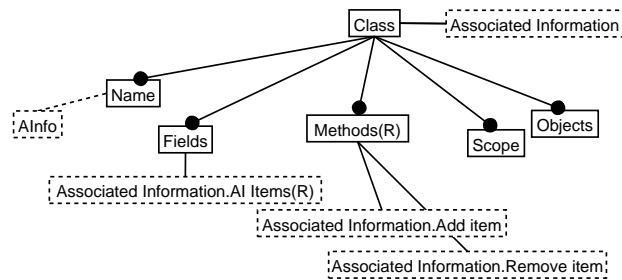 Class
Associated Information
Name
AInfo
Fields
Methods(R)
Scope
Objects
Associated Information.AI Items(R)
Associated Information.Add item
Associated Information.Remove item